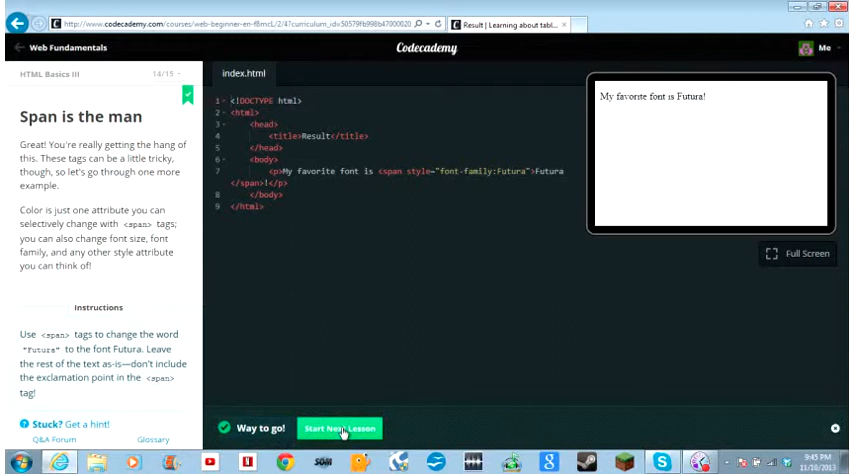 http://www.codecademy.com/courses/web-beginner-en-f8mcL/2/4?curriculum_id=50579fb998b47000020
Result | Learning about tabl...
Web Fundamentals
Codecademy
Me
HTML Basics III
14/15
index.html
Span is the man
Great! You're really getting the hang of
this. These tags can be a little tricky,
though, so let's go through one more
example.
Color is just one attribute you can
selectively change with <span> tags;
you can also change font size, font
family, and any other style attribute
you can think of!
Instructions
Use <span> tags to change the word
"Futura" to the font Futura. Leave
the rest of the text as-is—don't include
the exclamation point in the <span>
tag!
Stuck? Get a hint!
Q&A Forum
Glossary
1 <!DOCTYPE html>
2 <html>
3 <head>
4 <title>Result</title>
5 </head>
6 <body>
7 <p>My favorite font is <span style="font-family:Futura">Futura
</span>!</p>
8 </body>
9 </html>
My favorite font is Futura!
Full Screen
Way to go!
Start Next Lesson
SGM
9:45 PM
11/10/2013